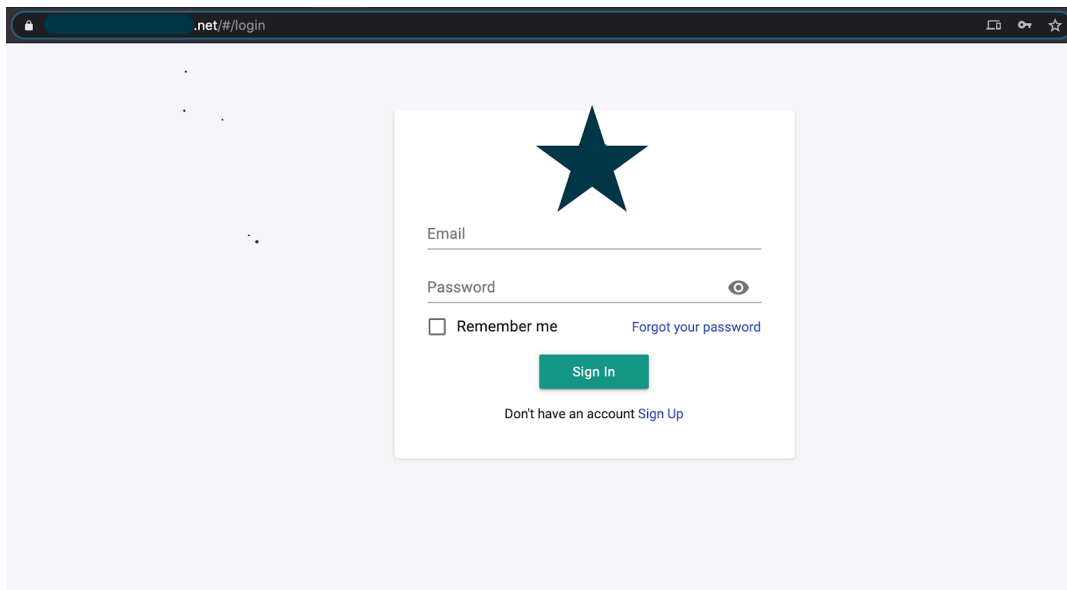 .net/#/login
Email
Password
Remember me Forgot your password
Sign In
Don't have an account Sign Up